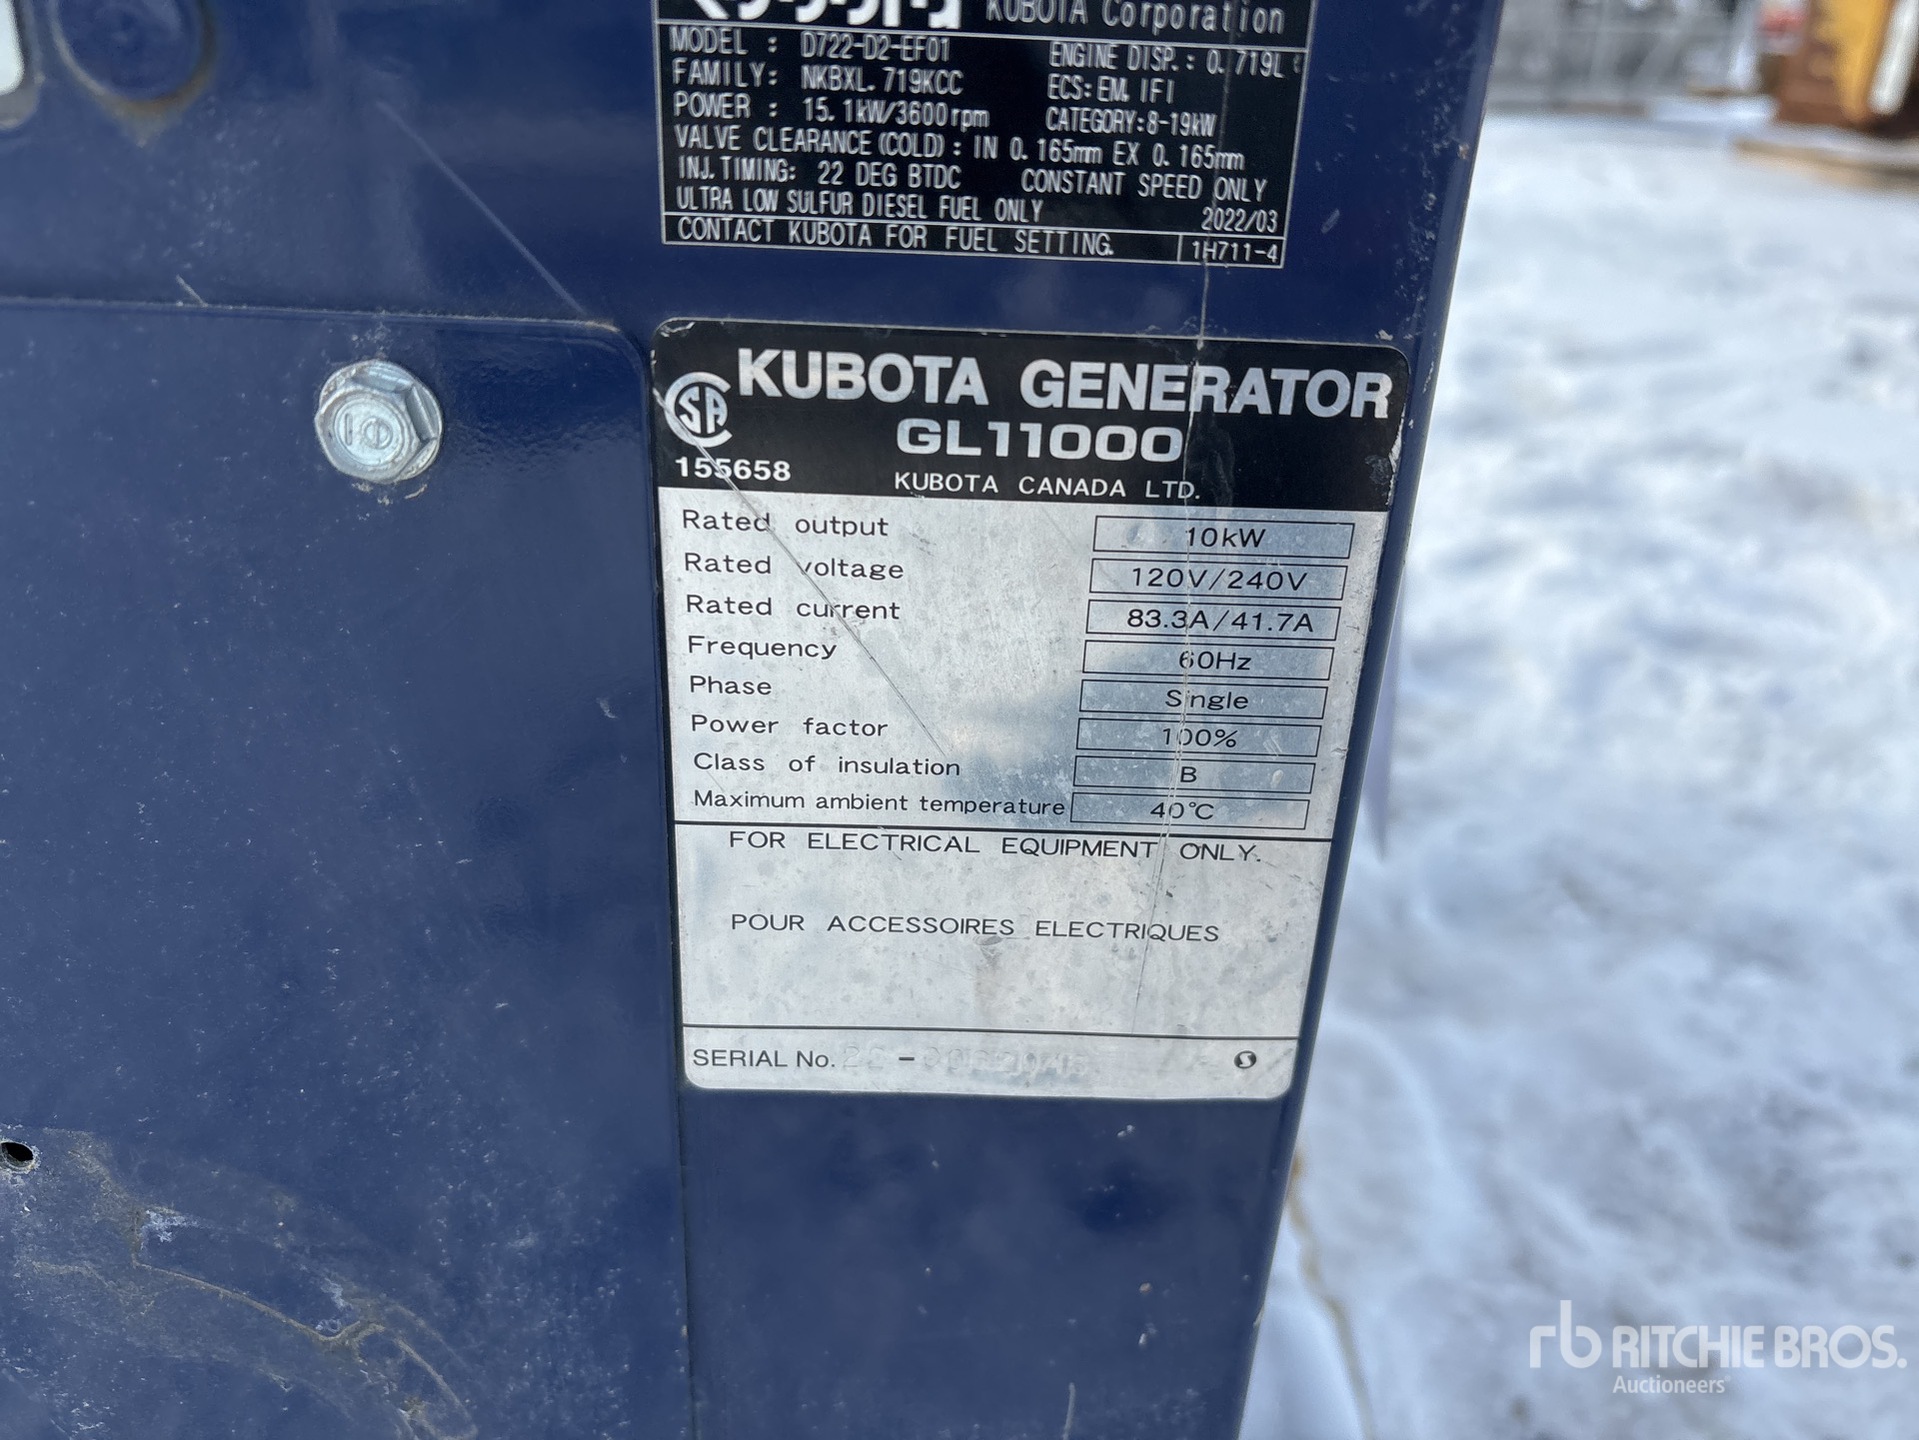 KUBOTA Corporation
MODEL : D722-D2-EF01 ENGINE DISP.: 0.719L
FAMILY: NKBXL.719KCC ECS:EM, IFI
POWER : 15.1kW/3600rpm CATEGORY:8-19kW
VALVE CLEARANCE(COLD): IN 0.165mm EX 0.165mm
INJ.TIMING: 22 DEG BTDC CONSTANT SPEED ONLY
ULTRA LOW SULFUR DIESEL FUEL ONLY 2022/03
CONTACT KUBOTA FOR FUEL SETTING. 1H711-4
KUBOTA GENERATOR
GL11000
155658 KUBOTA CANADA LTD.
Rated output 10kW
Rated voltage 120V/240V
Rated current 83.3A/41.7A
Frequency 60Hz
Phase Single
Power factor 100%
Class of insulation B
Maximum ambient temperature 40°C
FOR ELECTRICAL EQUIPMENT ONLY.
POUR ACCESSOIRES ELECTRIQUES
SERIAL No.
rb RITCHIE BROS.
Auctioneers